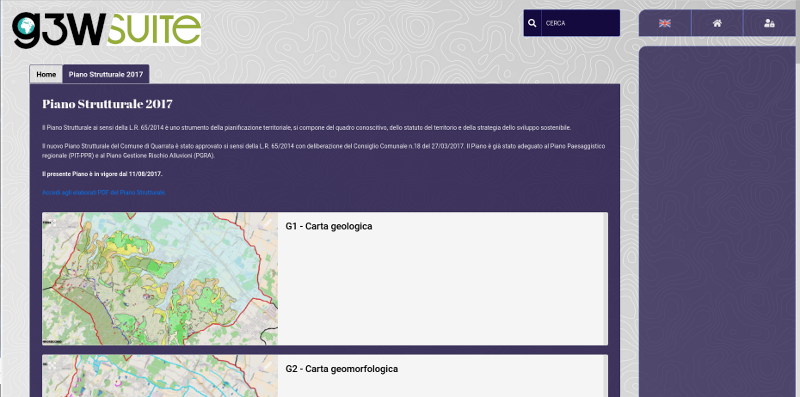 g3WSUITE
CERCA
Home
Piano Strutturale 2017
Piano Strutturale 2017
Il Piano Strutturale ai sensi della L.R. 65/2014 è uno strumento della pianificazione territoriale, si compone del quadro conoscitivo, dello statuto del territorio e della strategia dello sviluppo sostenibile.
Il nuovo Piano Strutturale del Comune di Quarrata è stato approvato si sensi della L.R. 65/2014 con deliberazione del Consiglio Comunale n.18 del 27/03/2017. Il Piano è già stato adeguato al Piano Paesaggistico
regionale (PIT-PPR) e al Piano Gestione Rischio Alluvioni (PGRA).
Il presente Piano è in vigore dal 11/08/2017.
Accedi agli elaborati PDF del Piano Strutturale
G1 - Carta geologica
G2 - Carta geomorfologica